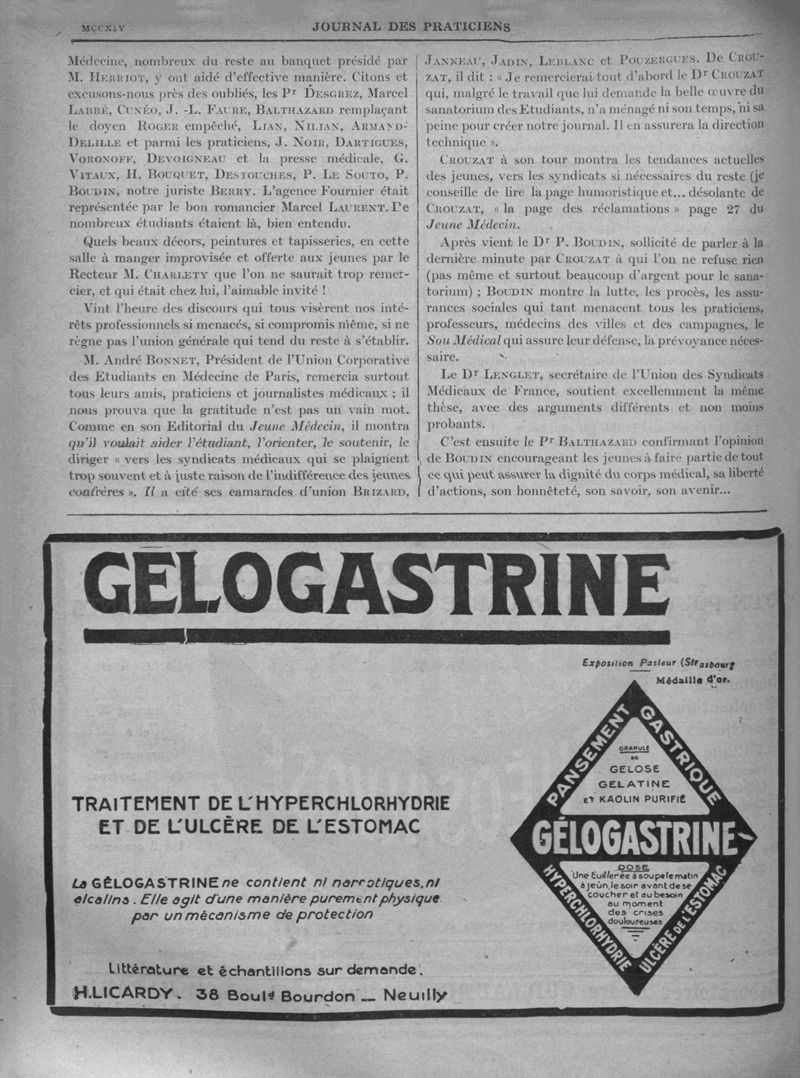 MCCXIV
JOURNAL DES PRATICIENS
Médecine, nombreux du reste au banquet présidé par
M. HERRIOT, y ont aidé d'effective manière. Citons et
excusons-nous près des oubliés, les Pr DESGREZ, Marcel
LABBÉ, CUNÉO, J. -L. FAURE, BALTHAZARD remplaçant
le doyen ROGER empêché, LIAN, NILIAN, ARMAND-
DELILLE et parmi les praticiens, J. NOIR, DARTIGUES,
VORONOFF, DEVOIGNEAU et la presse médicale, G.
VITAUX, H. BOUQUET, DESTOUCHES, P. LE SOUTO, P.
BOUDIN, notre juriste BERRY. L'agence Fournier était
représentée par le bon romancier Marcel LAURENT. De
nombreux étudiants étaient là, bien entendu.
Quels beaux décors, peintures et tapisseries, en cette
salle à manger improvisée et offerte aux jeunes par le
Recteur M. CHARLETY que l'on ne saurait trop remer-
cier, et qui était chez lui, l'aimable invité !
Vint l'heure des discours qui tous visèrent nos inté-
rêts professionnels si menacés, si compromis même, si ne
règne pas l'union générale qui tend du reste à s'établir.
M. André BONNET, Président de l'Union Corporative
des Etudiants en Médecine de Paris, remercia surtout
tous leurs amis, praticiens et journalistes médicaux ; il
nous prouva que la gratitude n'est pas un vain mot.
Comme en son Editorial du Jeune Médecin, il montra
qu'il voulait aider l'étudiant, l'orienter, le soutenir, le
diriger « vers les syndicats médicaux qui se plaignent
trop souvent et à juste raison de l'indifférence des jeunes
confrères ». Il a cité ses camarades d'union BRIZARD,
JANNEAU, JADIN, LEBLANC et POUZERGUES. De CROU-
ZAT, il dit : « Je remercierai tout d'abord le Dr CROUZAT
qui, malgré le travail que lui demande la belle œuvre du
sanatorium des Etudiants, n'a ménagé ni son temps, ni sa
peine pour créer notre journal. Il en assurera la direction
technique ».
CROUZAT à son tour montra les tendances actuelles
des jeunes, vers les syndicats si nécessaires du reste (je
conseille de lire la page humoristique et... désolante de
CROUZAT, « la page des réclamations » page 27 du
Jeune Médecin.
Après vient le Dr P. BOUDIN, sollicité de parler à la
dernière minute par CROUZAT à qui l'on ne refuse rien
(pas même et surtout beaucoup d'argent pour le sana-
torium) ; BOUDIN montre la lutte, les procès, les assu-
rances sociales qui tant menacent tous les praticiens,
professeurs, médecins des villes et des campagnes, le
Sou Médical qui assure leur défense, la prévoyance néces-
saire.
Le Dr LENGLET, secrétaire de l'Union des Syndicats
Médicaux de France, soutient excellemment la même
thèse, avec des arguments différents et non moins
probants.
C'est ensuite le Pr BALTHAZARD confirmant l'opinion
de BOUDIN encourageant les jeunes à faire partie de tout
ce qui peut assurer la dignité du corps médical, sa liberté
d'actions, son honnêteté, son savoir, son avenir...
GÉLOGASTRINE
Exposition Pasteur (Strasbourg
Médaille d'or.
PANSEMENT GASTRIQUE
GRANULÉ
DE
GELOSE
GELATINE
ET KAOLIN PURIFIÉ
GÉLOGASTRINE
DOSE
Une Cuillerée à soupe le matin
à jeûn, le soir avant de se
coucher et au besoin
au moment
des crises
douloureuses
HYPERCHLORHYDRIE
ULCÈRE DE L'ESTOMAC
TRAITEMENT DE L'HYPERCHLORHYDRIE
ET DE L'ULCÈRE DE L'ESTOMAC
La GÉLOGASTRINE ne contient ni narcotiques, ni
alcalins. Elle agit d'une manière purement physique
par un mécanisme de protection
Littérature et échantillons sur demande.
H. LICARDY. 38 Boulᵈ Bourdon — Neuilly